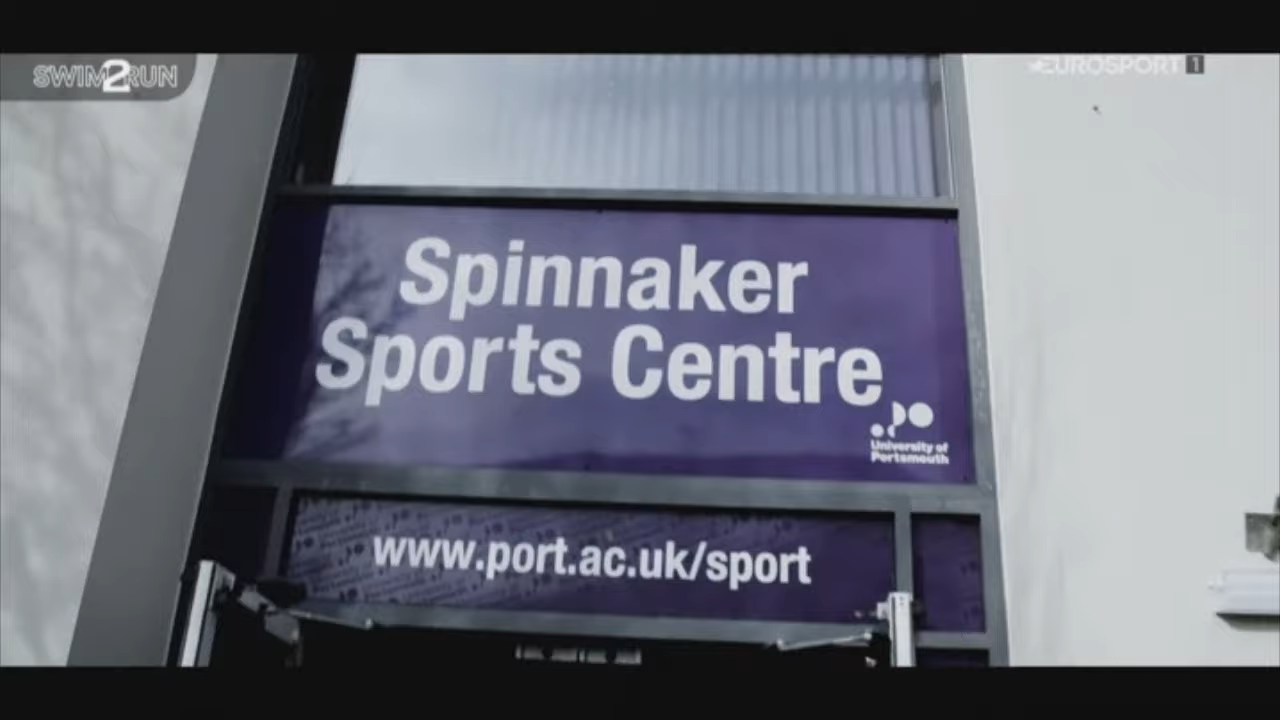 SWIM2RUN
EUROSPORT 1
Spinnaker
Sports Centre
University of
Portsmouth
www.port.ac.uk/sport